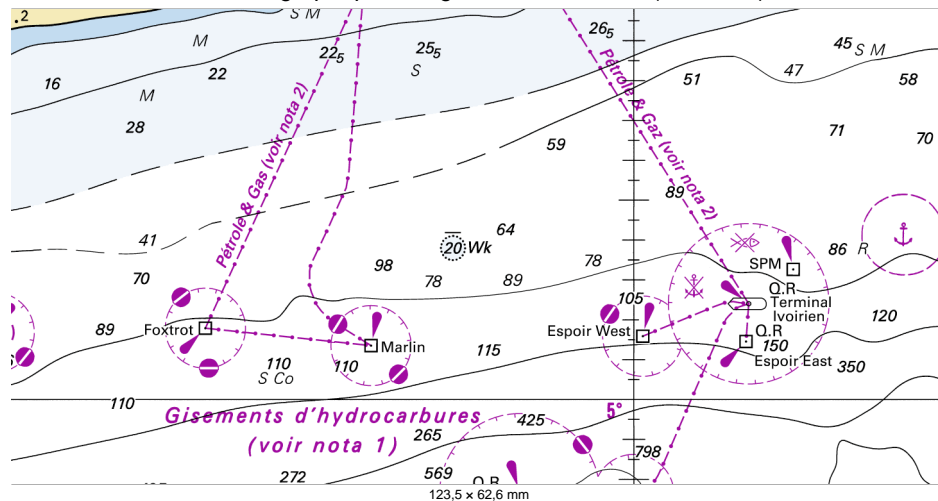 2
S M
M
22₅
25₅
S
26₅
45
S M
16
22
M
28
51
47
58
59
71
70
Pétrole & Gas (voir nota 2)
Pétrole & Gaz (voir nota 2)
89
41
70
20 Wk
64
98
78
89
78
SPM
86
R
Q.R
Terminal
Ivoirien
105
120
89
Foxtrot
Marlin
Espoir West
Q.R
150
Espoir East
350
110
S Co
110
115
110
Gisements d'hydrocarbures
(voir nota 1)
5°
425
265
798
272
569
Q.R
123,5 × 62,6 mm